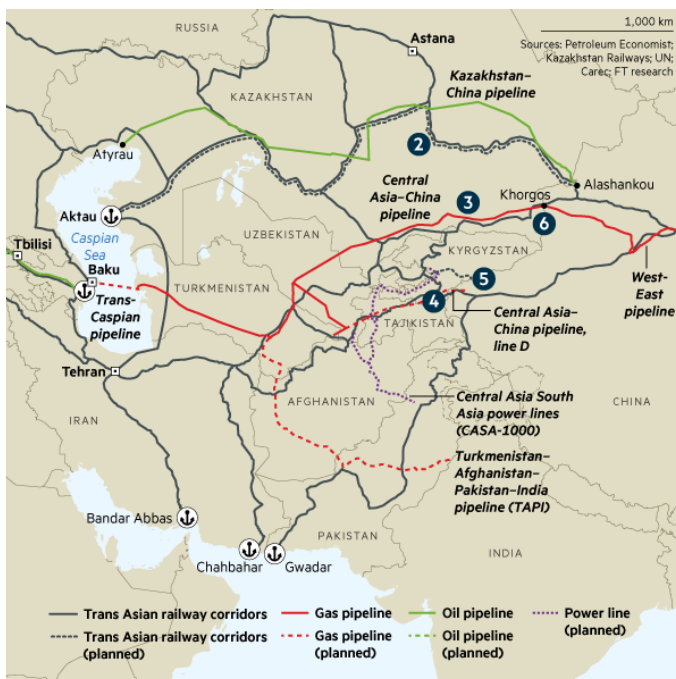 RUSSIA
1,000 km
Astana
Sources: Petroleum Economist;
Kazakhstan Railways; UN;
Carec; FT research
Kazakhstan–
China pipeline
KAZAKHSTAN
Atyrau
2
Central
Asia–China
pipeline
Alashankou
Khorgos
3
Aktau
6
Caspian
Sea
UZBEKISTAN
KYRGYZSTAN
Tbilisi
Baku
TURKMENISTAN
5
West-
East
pipeline
Trans-
Caspian
pipeline
4
TAJIKISTAN
Central Asia–
China pipeline,
line D
Tehran
AFGHANISTAN
Central Asia South
Asia power lines
(CASA-1000)
CHINA
IRAN
Turkmenistan–
Afghanistan–
Pakistan–India
pipeline (TAPI)
Bandar Abbas
PAKISTAN
INDIA
Chahbahar
Gwadar
Trans Asian railway corridors
Trans Asian railway corridors
(planned)
Gas pipeline
Gas pipeline
(planned)
Oil pipeline
Oil pipeline
(planned)
Power line
(planned)